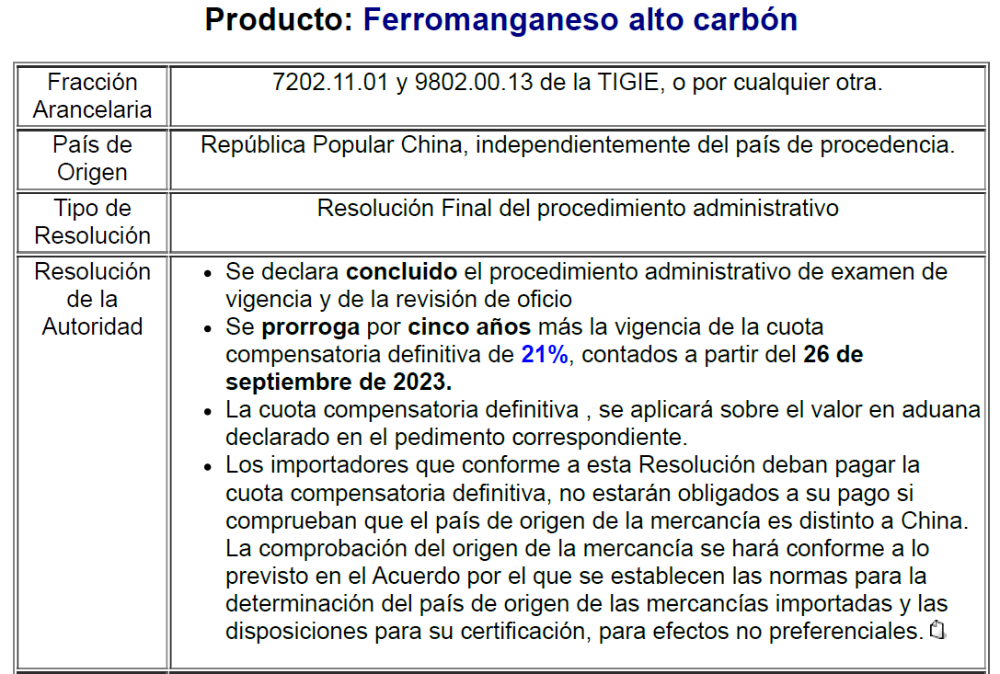 Producto: Ferromanganeso alto carbón
Fracción
Arancelaria
7202.11.01 y 9802.00.13 de la TIGIE, o por cualquier otra.
País de
Origen
República Popular China, independientemente del país de procedencia.
Tipo de
Resolución
Resolución Final del procedimiento administrativo
Resolución
de la
Autoridad
• Se declara concluido el procedimiento administrativo de examen de
vigencia y de la revisión de oficio
• Se prorroga por cinco años más la vigencia de la cuota
compensatoria definitiva de 21%, contados a partir del 26 de
septiembre de 2023.
• La cuota compensatoria definitiva , se aplicará sobre el valor en aduana
declarado en el pedimento correspondiente.
• Los importadores que conforme a esta Resolución deban pagar la
cuota compensatoria definitiva, no estarán obligados a su pago si
comprueban que el país de origen de la mercancía es distinto a China.
La comprobación del origen de la mercancía se hará conforme a lo
previsto en el Acuerdo por el que se establecen las normas para la
determinación del país de origen de las mercancías importadas y las
disposiciones para su certificación, para efectos no preferenciales.